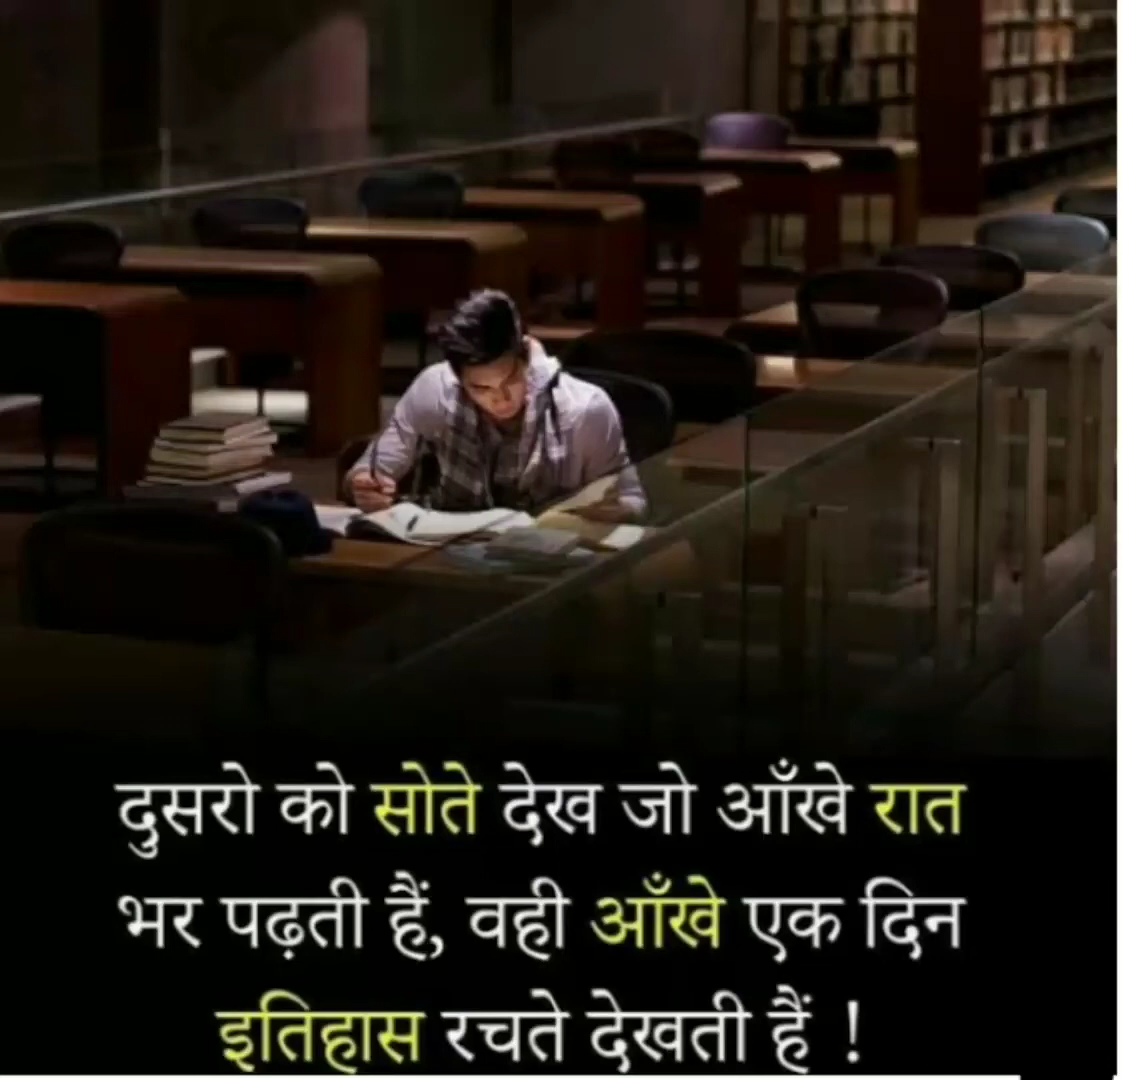 दुसरो को सोते देख जो आँखे रात
भर पढ़ती हैं, वही आँखे एक दिन
इतिहास रचते देखती हैं !